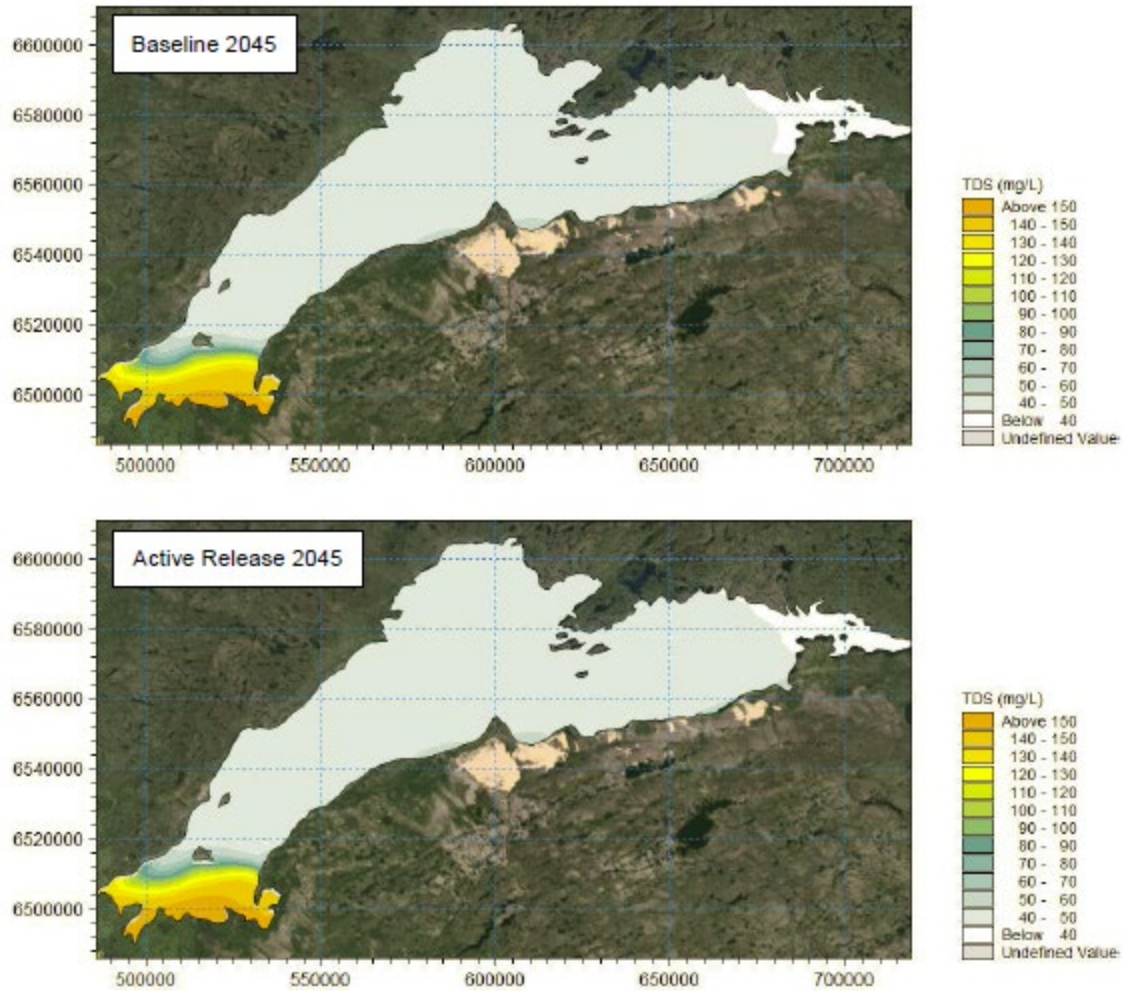 Baseline 2045
6600000
6580000
6560000
6540000
6520000
6500000
500000 550000 600000 650000 700000
TDS (mg/L)
Above 150
140 - 150
130 - 140
120 - 130
110 - 120
100 - 110
90 - 100
80 - 90
70 - 80
60 - 70
50 - 60
40 - 50
Below 40
Undefined Value
Active Release 2045
6600000
6580000
6560000
6540000
6520000
6500000
500000 550000 600000 650000 700000
TDS (mg/L)
Above 150
140 - 150
130 - 140
120 - 130
110 - 120
100 - 110
90 - 100
80 - 90
70 - 80
60 - 70
50 - 60
40 - 50
Below 40
Undefined Value